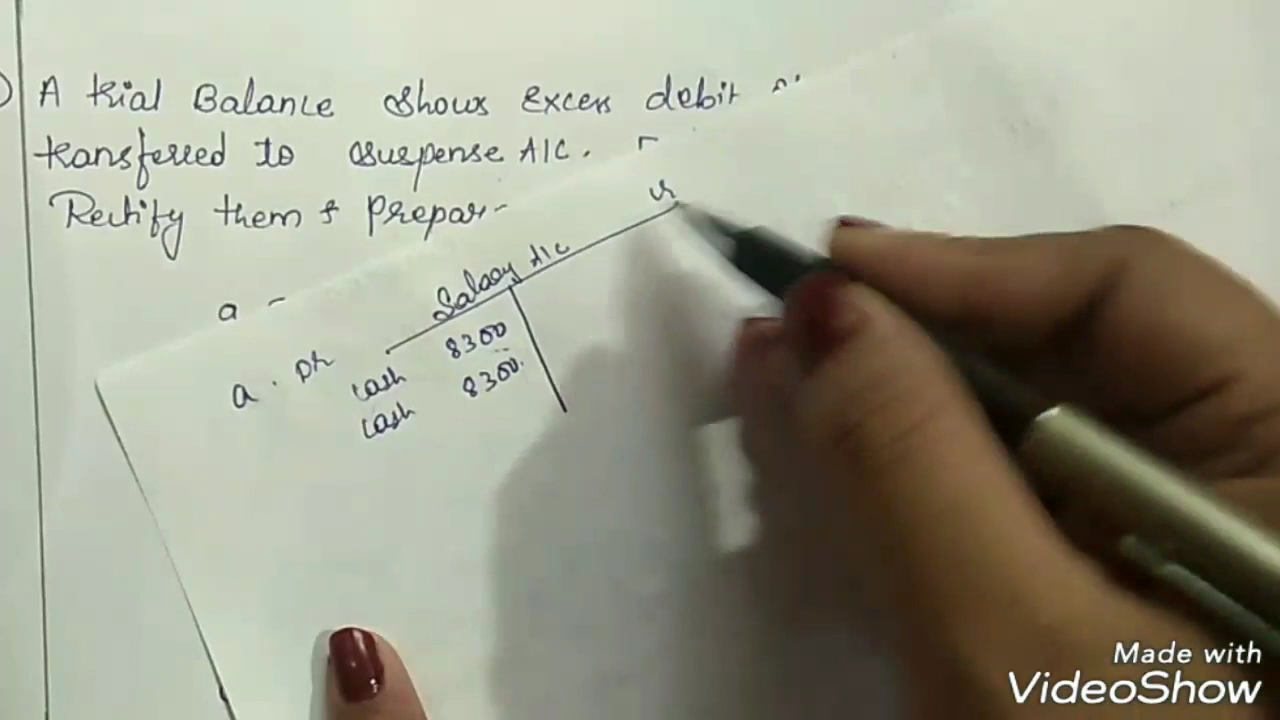 A trial Balance shows excess debit
transferred to suspense A/C.
Rectify them & Prepar
a -
Salary A/C
a. Dr
Cr
cash 8300
cash 8300.
Made with
VideoShow